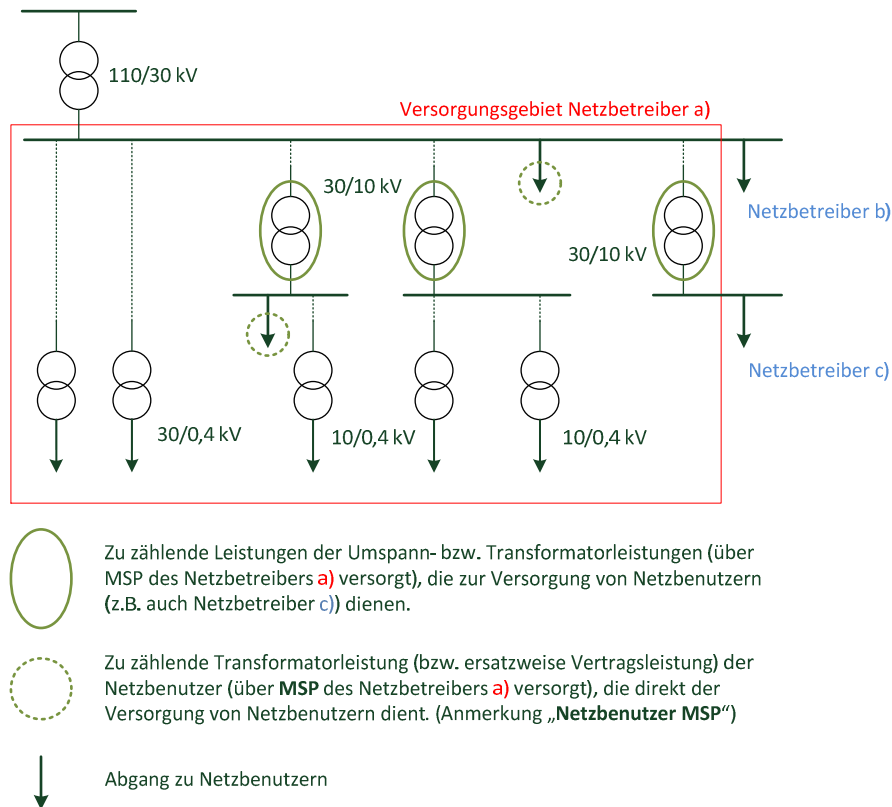 110/30 kV
Versorgungsgebiet Netzbetreiber a)
30/10 kV
Netzbetreiber b)
30/10 kV
Netzbetreiber c)
30/0,4 kV
10/0,4 kV
10/0,4 kV
Zu zählende Leistungen der Umspann- bzw. Transformatorleistungen (über
MSP des Netzbetreibers a) versorgt), die zur Versorgung von Netzbenutzern
(z.B. auch Netzbetreiber c)) dienen.
Zu zählende Transformatorleistung (bzw. ersatzweise Vertragsleistung) der
Netzbenutzer (über MSP des Netzbetreibers a) versorgt), die direkt der
Versorgung von Netzbenutzern dient. (Anmerkung „Netzbenutzer MSP“)
Abgang zu Netzbenutzern